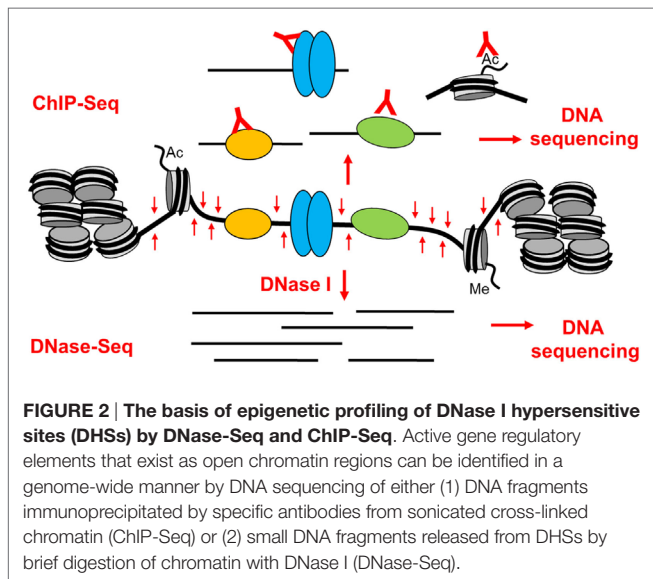 Ac
ChIP-Seq
DNA
sequencing
Ac
DNase I
Me
DNase-Seq
DNA
sequencing
FIGURE 2 | The basis of epigenetic profiling of DNase I hypersensitive
sites (DHSs) by DNase-Seq and ChIP-Seq. Active gene regulatory
elements that exist as open chromatin regions can be identified in a
genome-wide manner by DNA sequencing of either (1) DNA fragments
immunoprecipitated by specific antibodies from sonicated cross-linked
chromatin (ChIP-Seq) or (2) small DNA fragments released from DHSs by
brief digestion of chromatin with DNase I (DNase-Seq).